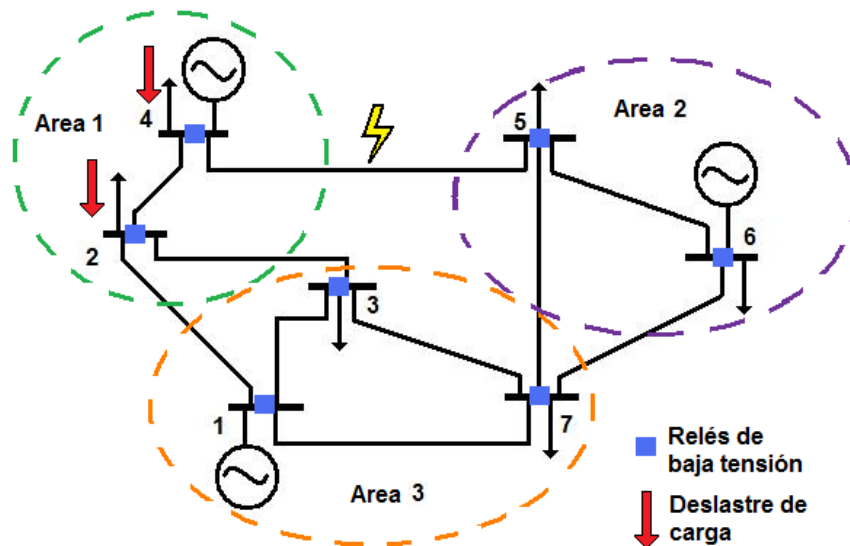 Area 1
4
5
Area 2
2
6
3
1
7
Area 3
Relés de
baja tensión
Deslastre de
carga